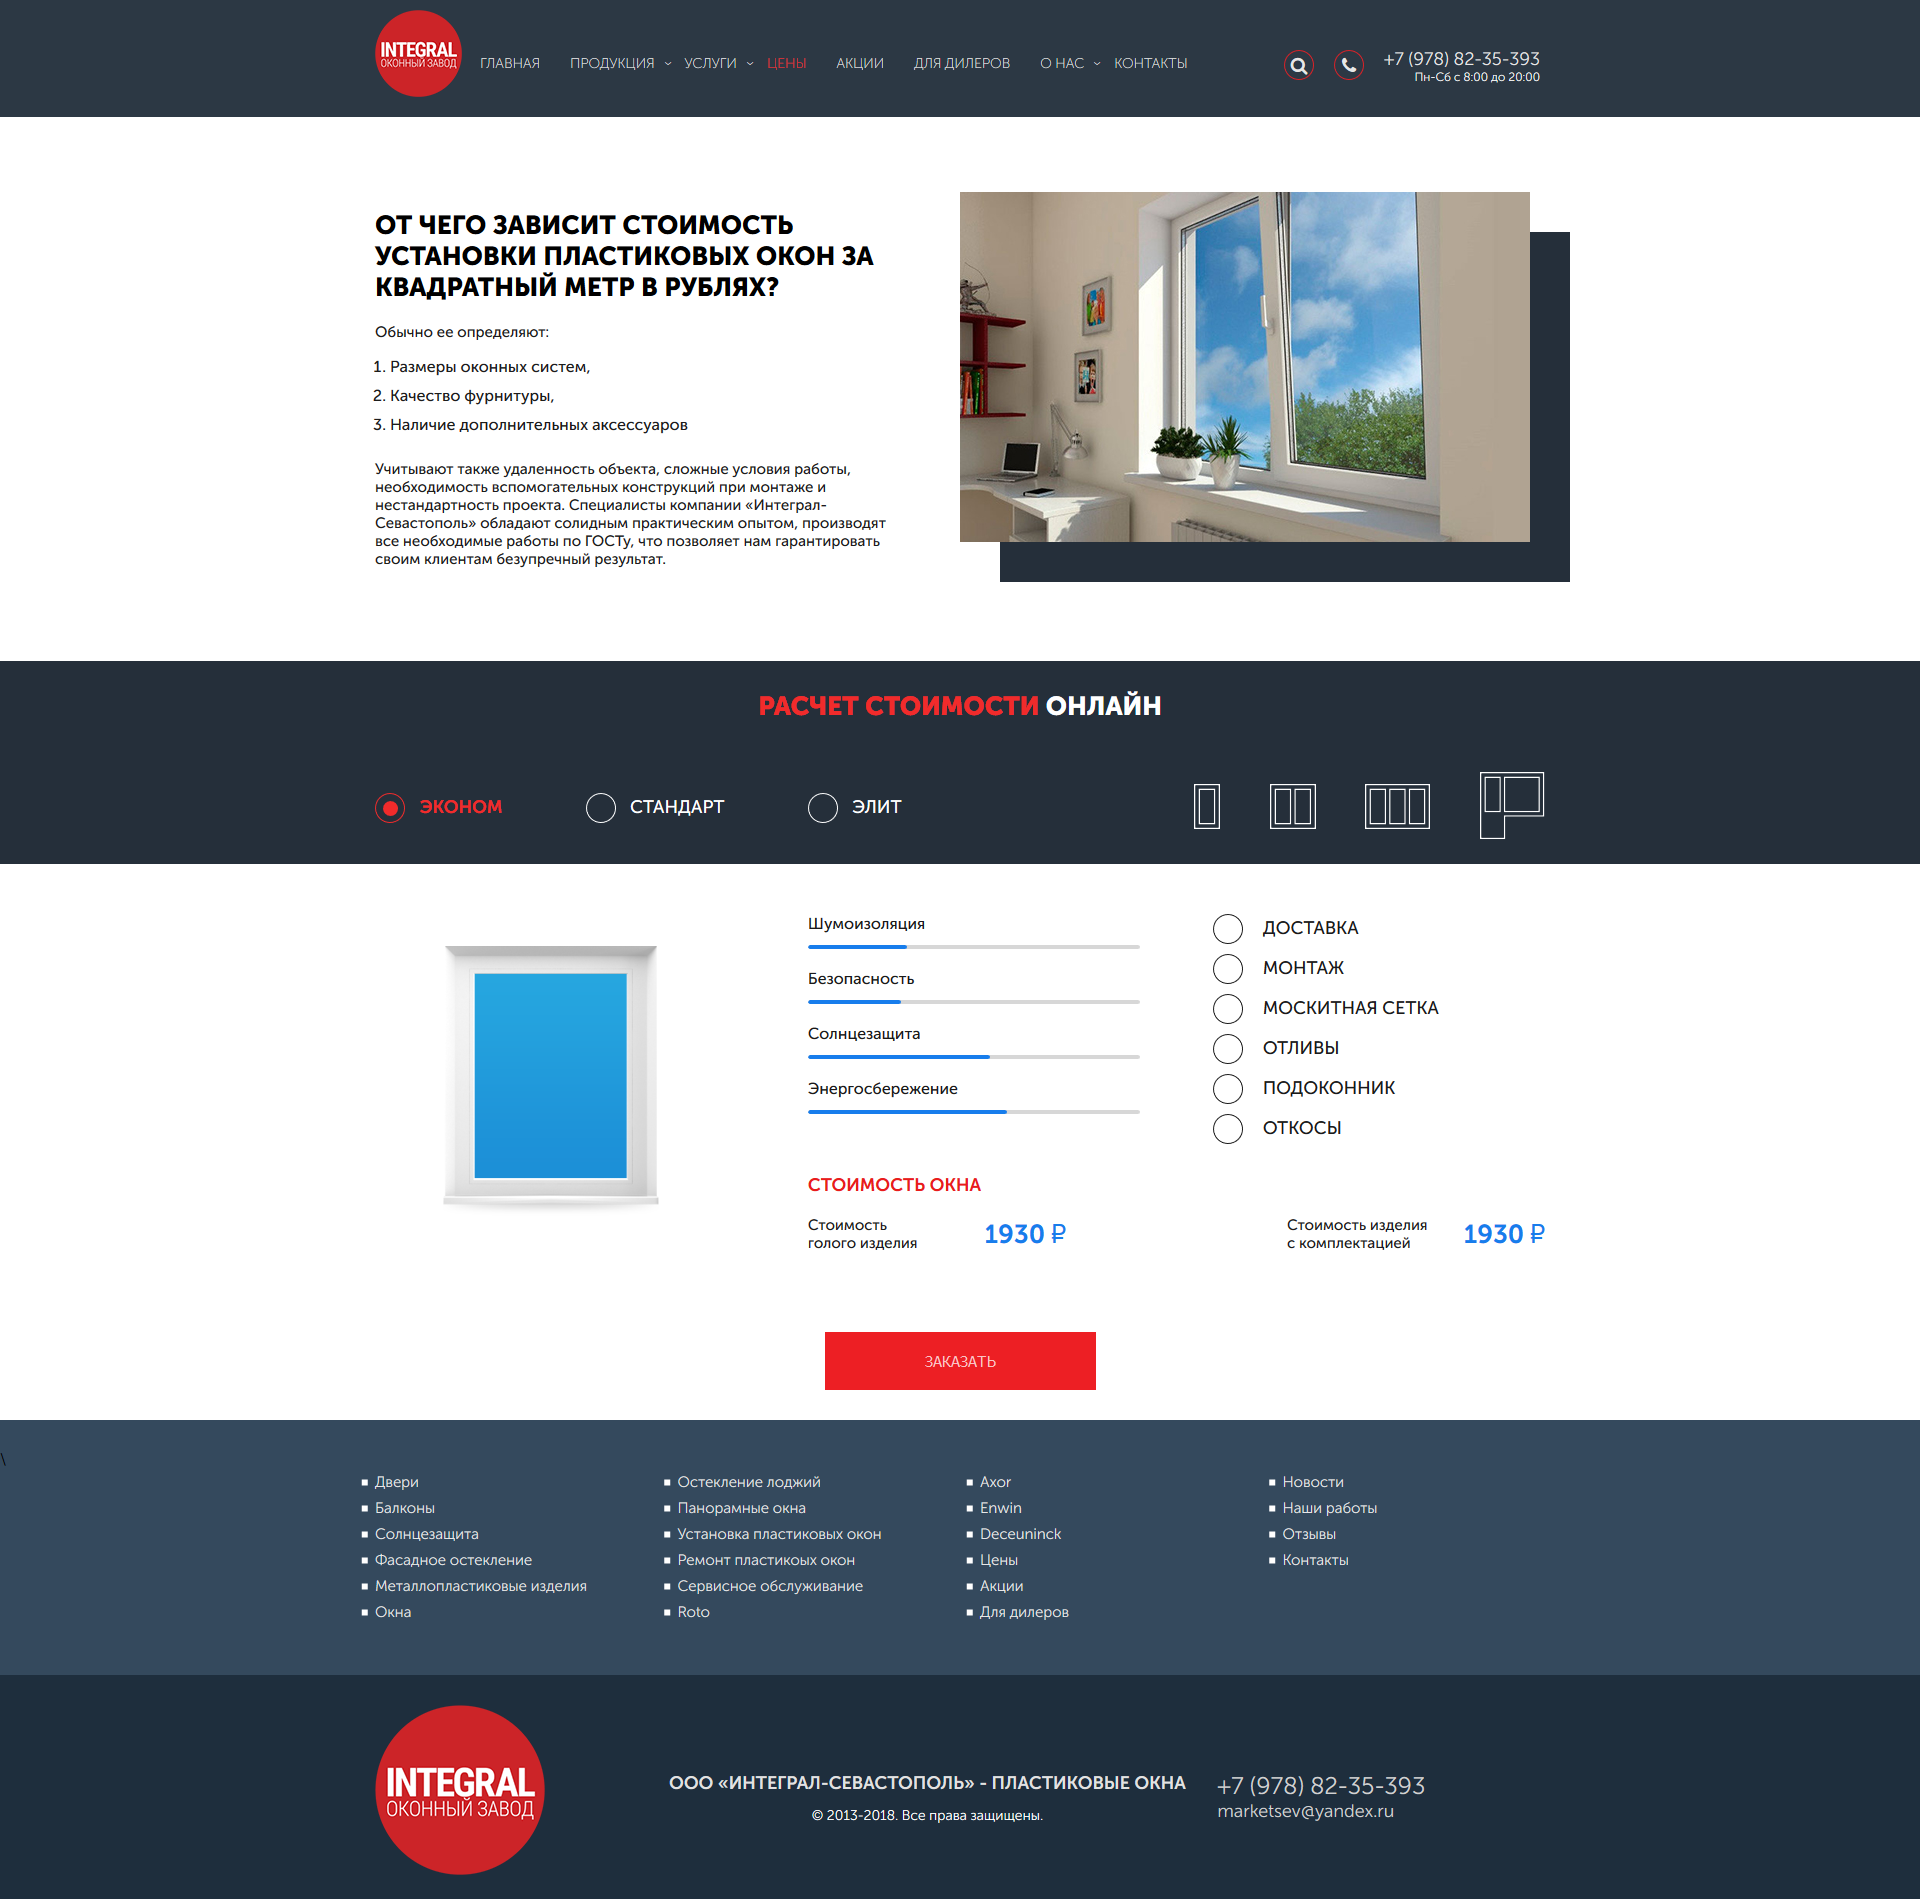 INTEGRAL
ОКОННЫЙ ЗАВОД
ГЛАВНАЯ ПРОДУКЦИЯ УСЛУГИ ЦЕНЫ АКЦИИ ДЛЯ ДИЛЕРОВ О НАС КОНТАКТЫ
+7 (978) 82-35-393
Пн-Сб с 8:00 до 20:00
ОТ ЧЕГО ЗАВИСИТ СТОИМОСТЬ
УСТАНОВКИ ПЛАСТИКОВЫХ ОКОН ЗА
КВАДРАТНЫЙ МЕТР В РУБЛЯХ?
Обычно ее определяют:
1. Размеры оконных систем,
2. Качество фурнитуры,
3. Наличие дополнительных аксессуаров
Учитывают также удаленность объекта, сложные условия работы,
необходимость вспомогательных конструкций при монтаже и
нестандартность проекта. Специалисты компании «Интеграл-
Севастополь» обладают солидным практическим опытом, производят
все необходимые работы по ГОСТу, что позволяет нам гарантировать
своим клиентам безупречный результат.
РАСЧЕТ СТОИМОСТИ ОНЛАЙН
ЭКОНОМ
СТАНДАРТ
ЭЛИТ
Шумоизоляция
Безопасность
Солнцезащита
Энергосбережение
ДОСТАВКА
МОНТАЖ
МОСКИТНАЯ СЕТКА
ОТЛИВЫ
ПОДОКОННИК
ОТКОСЫ
СТОИМОСТЬ ОКНА
Стоимость
голого изделия
1930 ₽
Стоимость изделия
с комплектацией
1930 ₽
ЗАКАЗАТЬ
\
Двери
Балконы
Солнцезащита
Фасадное остекление
Металлопластиковые изделия
Окна
Остекление лоджий
Панорамные окна
Установка пластиковых окон
Ремонт пластикоых окон
Сервисное обслуживание
Roto
Axor
Enwin
Deceuninck
Цены
Акции
Для дилеров
Новости
Наши работы
Отзывы
Контакты
INTEGRAL
ОКОННЫЙ ЗАВОД
ООО «ИНТЕГРАЛ-СЕВАСТОПОЛЬ» - ПЛАСТИКОВЫЕ ОКНА
© 2013-2018. Все права защищены.
+7 (978) 82-35-393
marketsev@yandex.ru